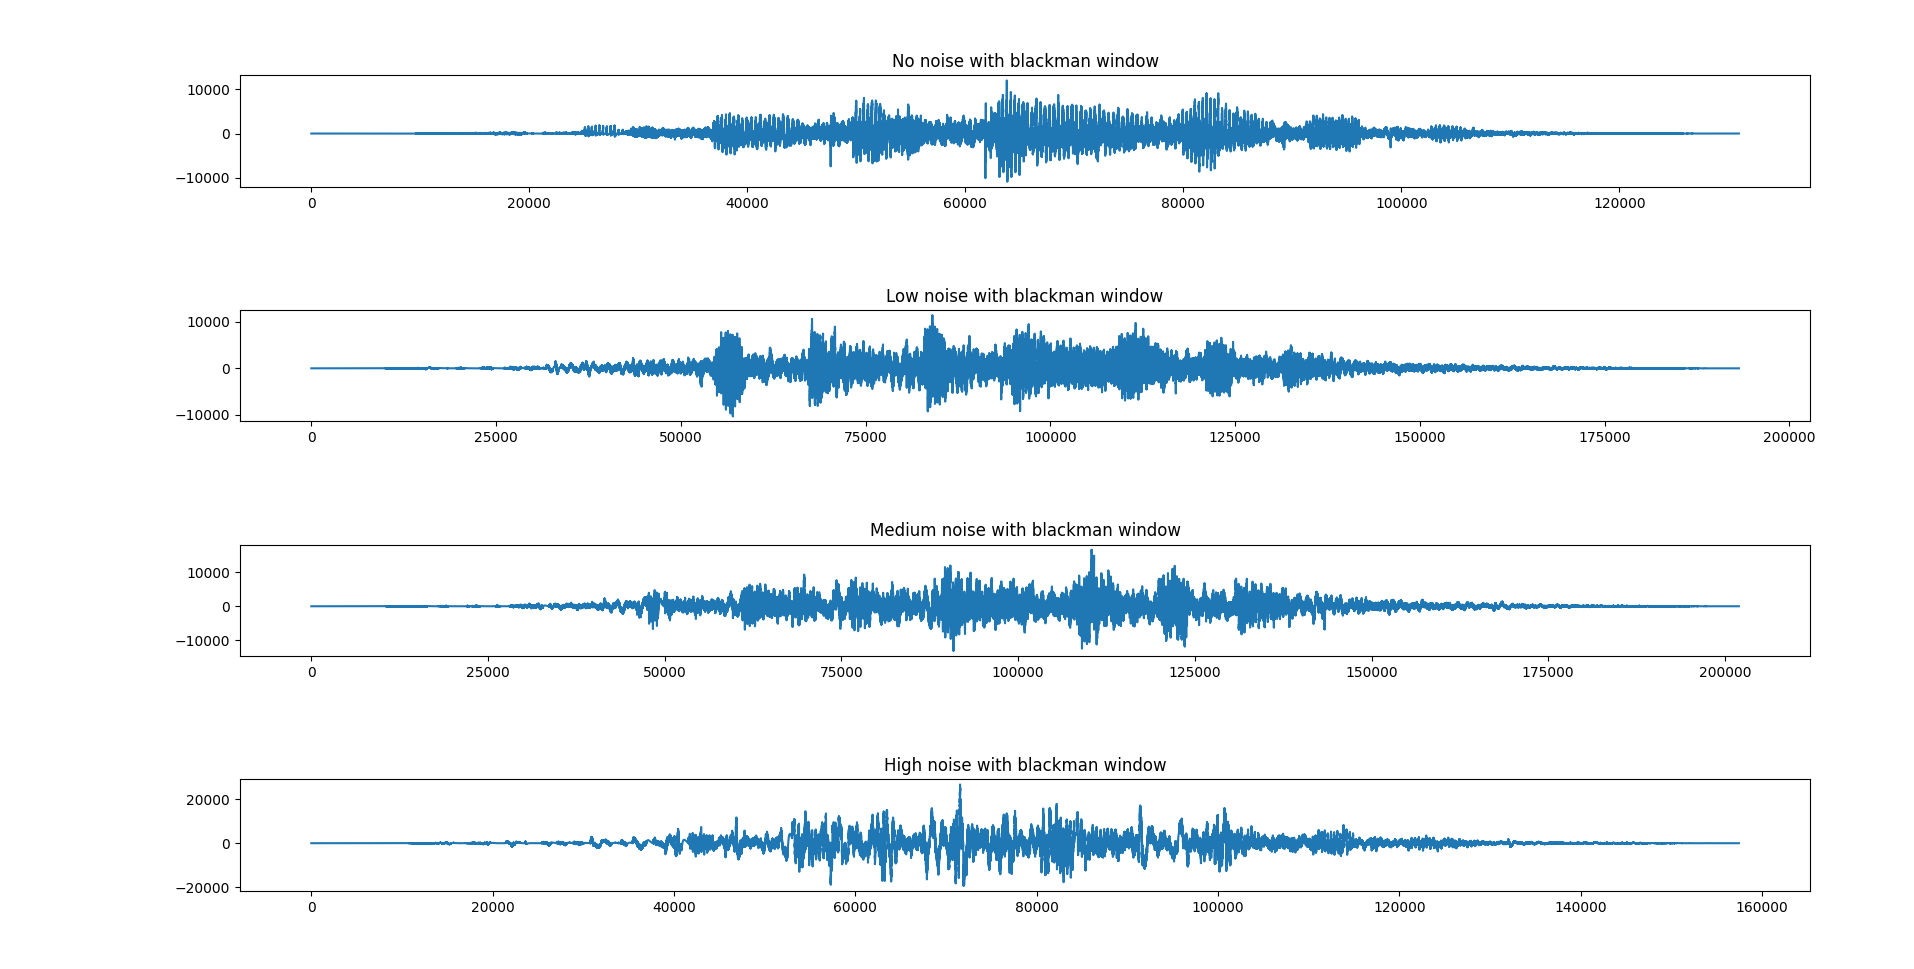 No noise with blackman window
10000
0
−10000
0 20000 40000 60000 80000 100000 120000
Low noise with blackman window
10000
0
−10000
0 25000 50000 75000 100000 125000 150000 175000 200000
Medium noise with blackman window
10000
0
−10000
0 25000 50000 75000 100000 125000 150000 175000 200000
High noise with blackman window
20000
0
−20000
0 20000 40000 60000 80000 100000 120000 140000 160000